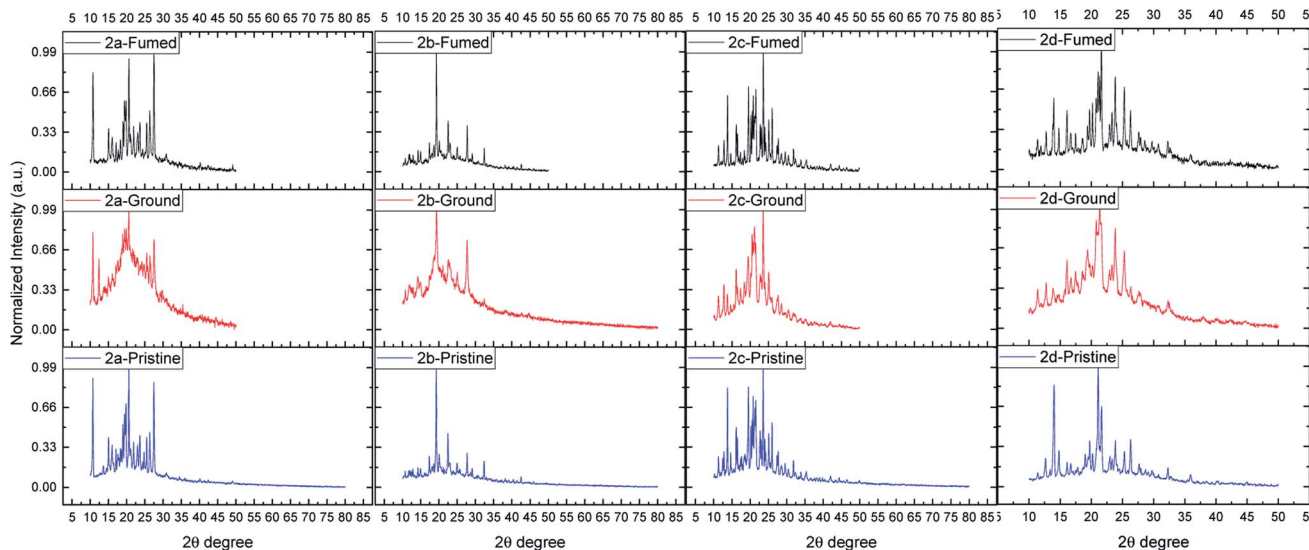 5 10 15 20 25 30 35 40 45 50 55 60 65 70 75 80 85 5 10 15 20 25 30 35 40 45 50 55 60 65 70 75 80 85 5 10 15 20 25 30 35 40 45 50 55 60 65 70 75 80 85 5 10 15 20 25 30 35 40 45 50 5
2a-Fumed 2b-Fumed 2c-Fumed 2d-Fumed
0.99
0.66
0.33
0.00
2a-Ground 2b-Ground 2c-Ground 2d-Ground
0.99
0.66
0.33
0.00
Normalized Intensity (a.u.)
2a-Pristine 2b-Pristine 2c-Pristine 2d-Pristine
0.99
0.66
0.33
0.00
5 10 15 20 25 30 35 40 45 50 55 60 65 70 75 80 85 5 10 15 20 25 30 35 40 45 50 55 60 65 70 75 80 85 5 10 15 20 25 30 35 40 45 50 55 60 65 70 75 80 85 5 10 15 20 25 30 35 40 45 50 5
2θ degree 2θ degree 2θ degree 2θ degree